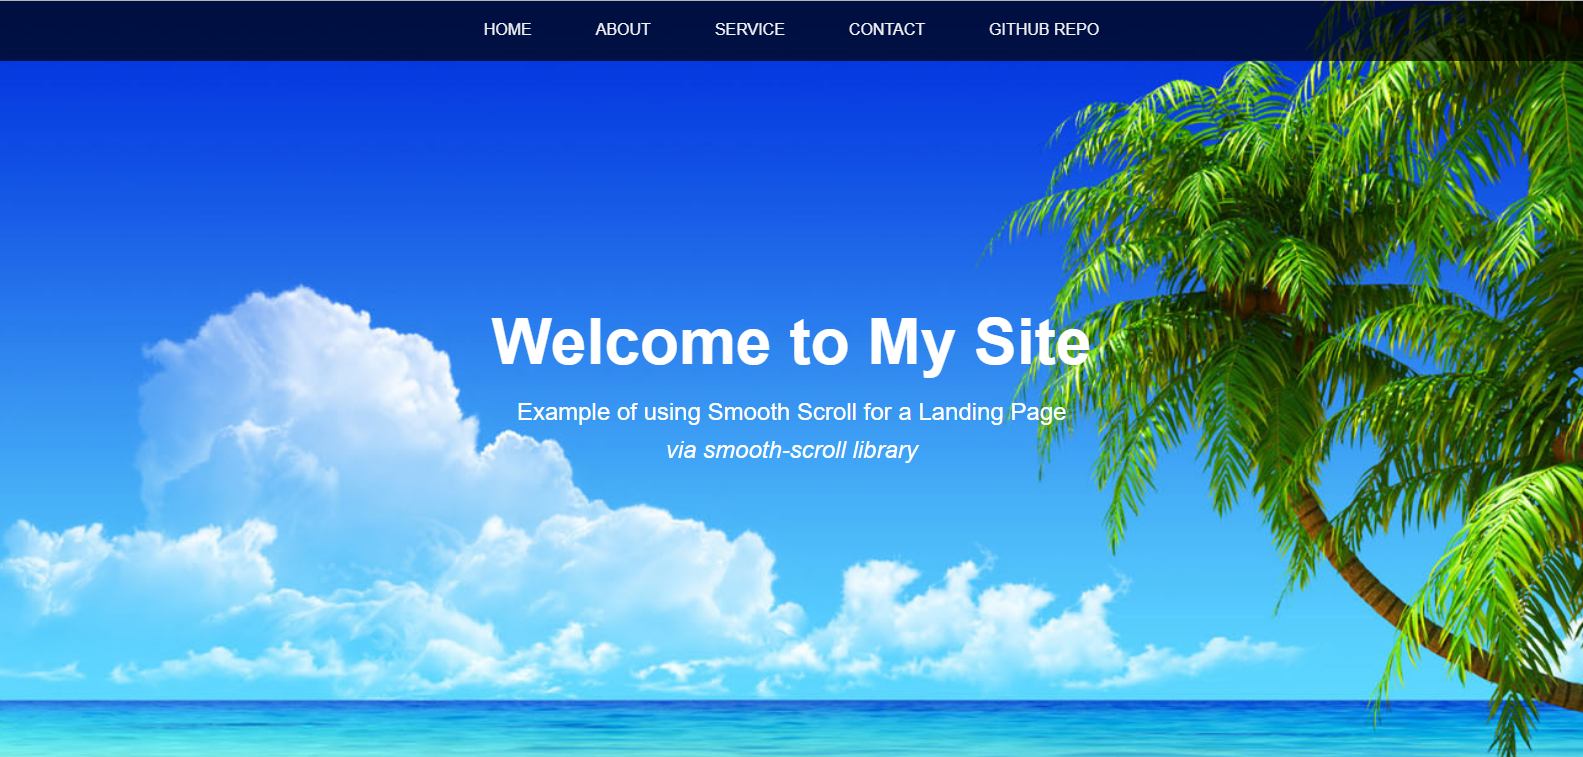 HOME ABOUT SERVICE CONTACT GITHUB REPO
Welcome to My Site
Example of using Smooth Scroll for a Landing Page
via smooth-scroll library